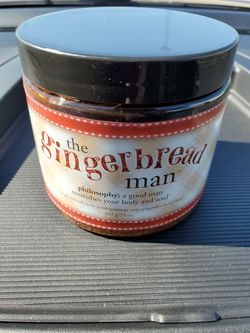 the
gingerbread
man
philosophy: a good man
nourishes your body and soul